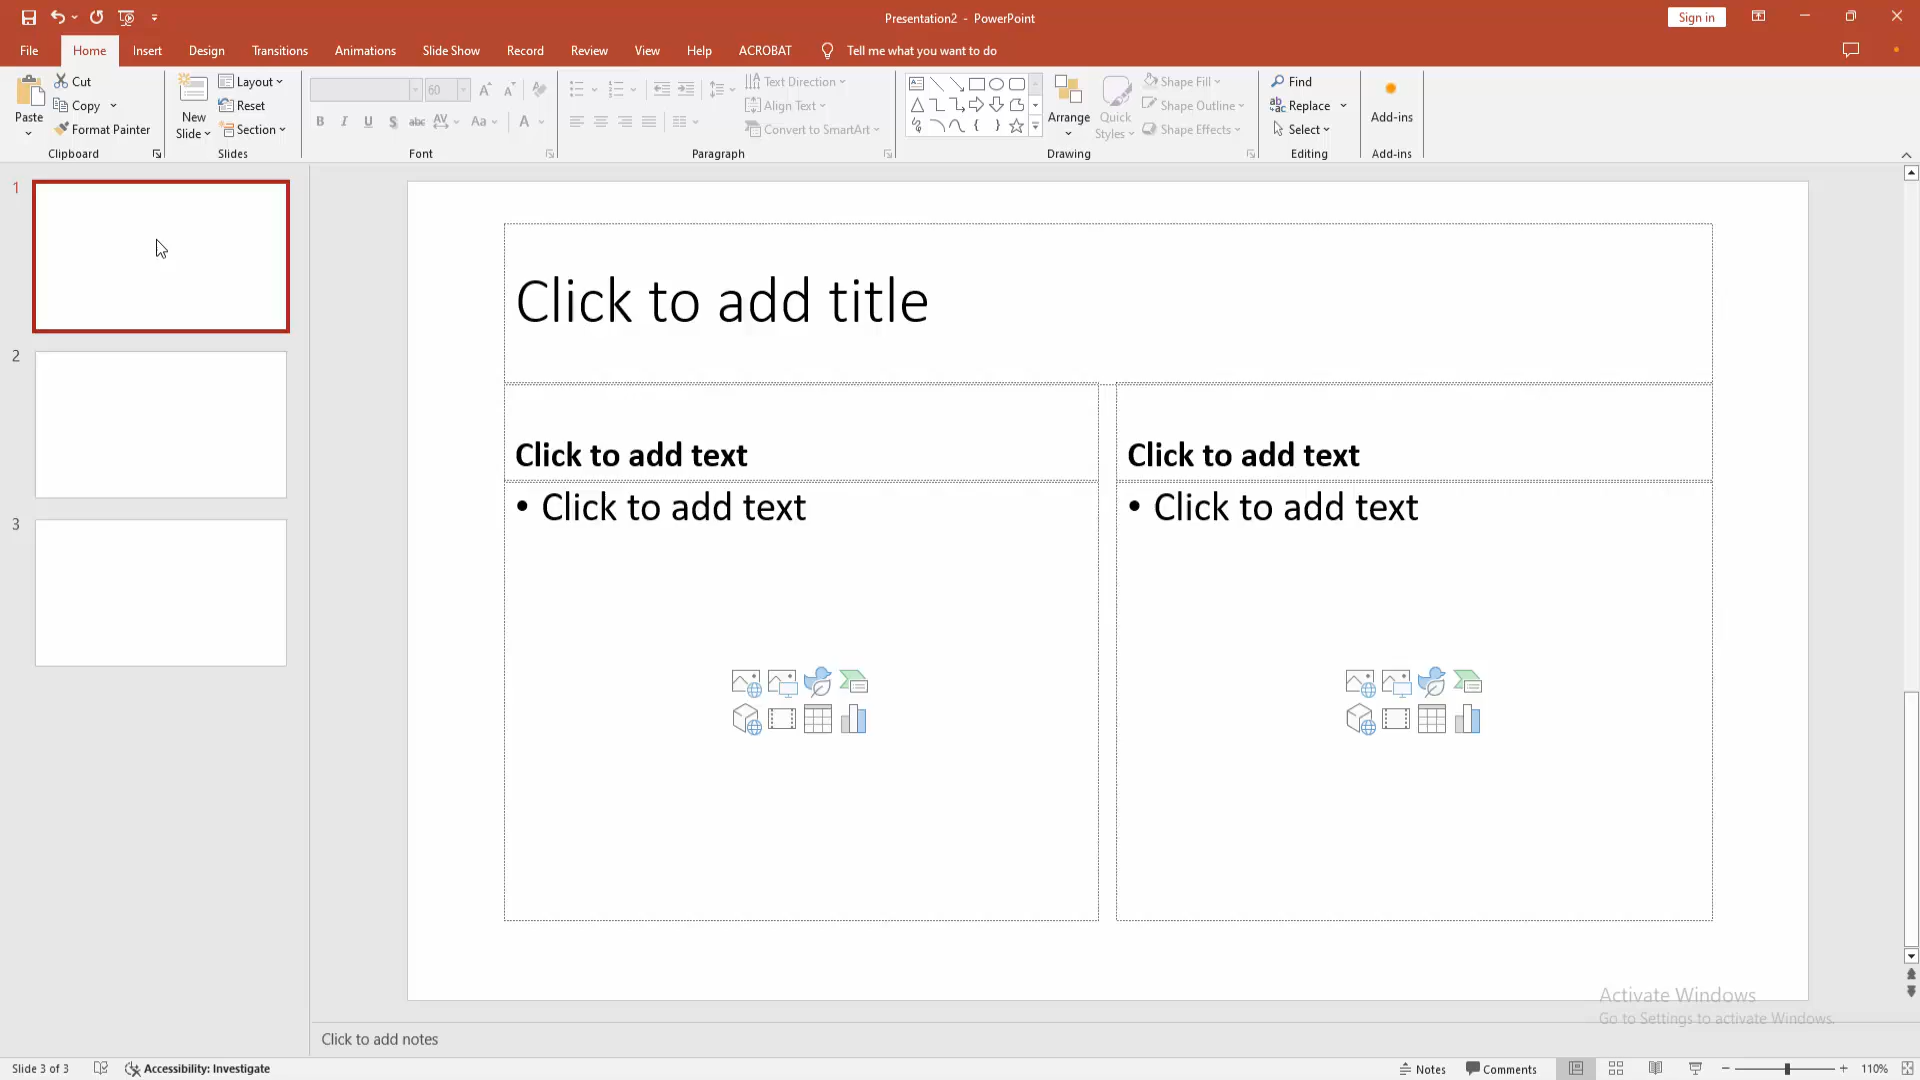 Presentation2 - PowerPoint
Sign in
File Home Insert Design Transitions Animations Slide Show Record Review View Help ACROBAT Tell me what you want to do
Paste
Cut
Copy
Format Painter
Clipboard
New
Slide
Layout
Reset
Section
Slides
60
B I U S abc AV Aa A
Font
Text Direction
Align Text
Convert to SmartArt
Paragraph
Arrange
Quick
Styles
Shape Fill
Shape Outline
Shape Effects
Drawing
Find
Replace
Select
Editing
Add-ins
Add-ins
1
2
3
Click to add title
Click to add text
• Click to add text
Click to add text
• Click to add text
Activate Windows
Go to Settings to activate Windows.
Click to add notes
Slide 3 of 3
Accessibility: Investigate
Notes
Comments
110%